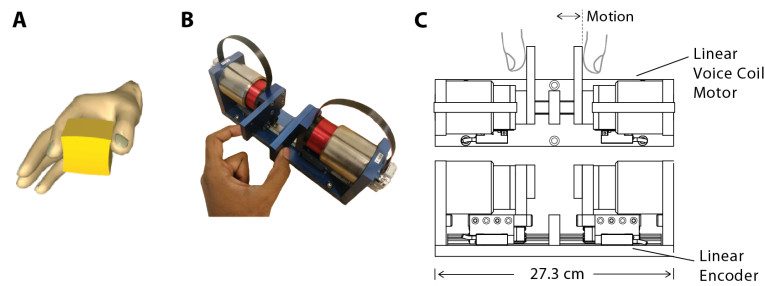 A
B
C
Motion
Linear
Voice Coil
Motor
Linear
Encoder
27.3 cm